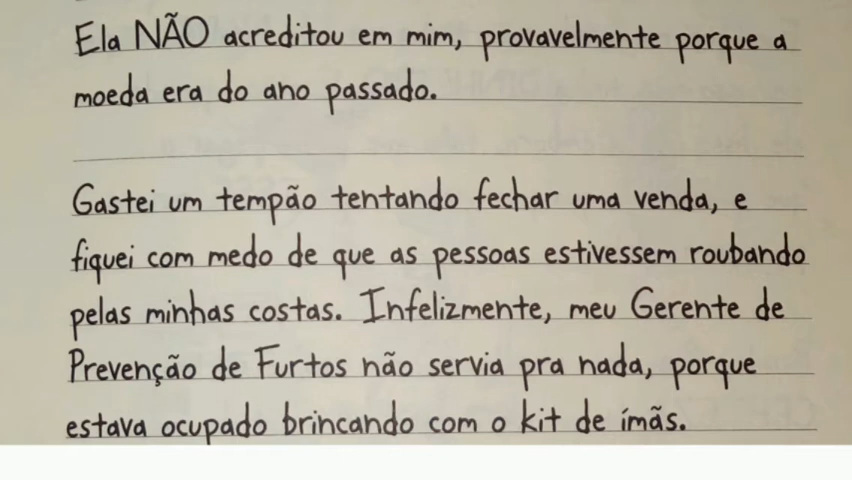 Ela NÃO acreditou em mim, provavelmente porque a
moeda era do ano passado.
Gastei um tempão tentando fechar uma venda, e
fiquei com medo de que as pessoas estivessem roubando
pelas minhas costas. Infelizmente, meu Gerente de
Prevenção de Furtos não servia pra nada, porque
estava ocupado brincando com o kit de ímãs.